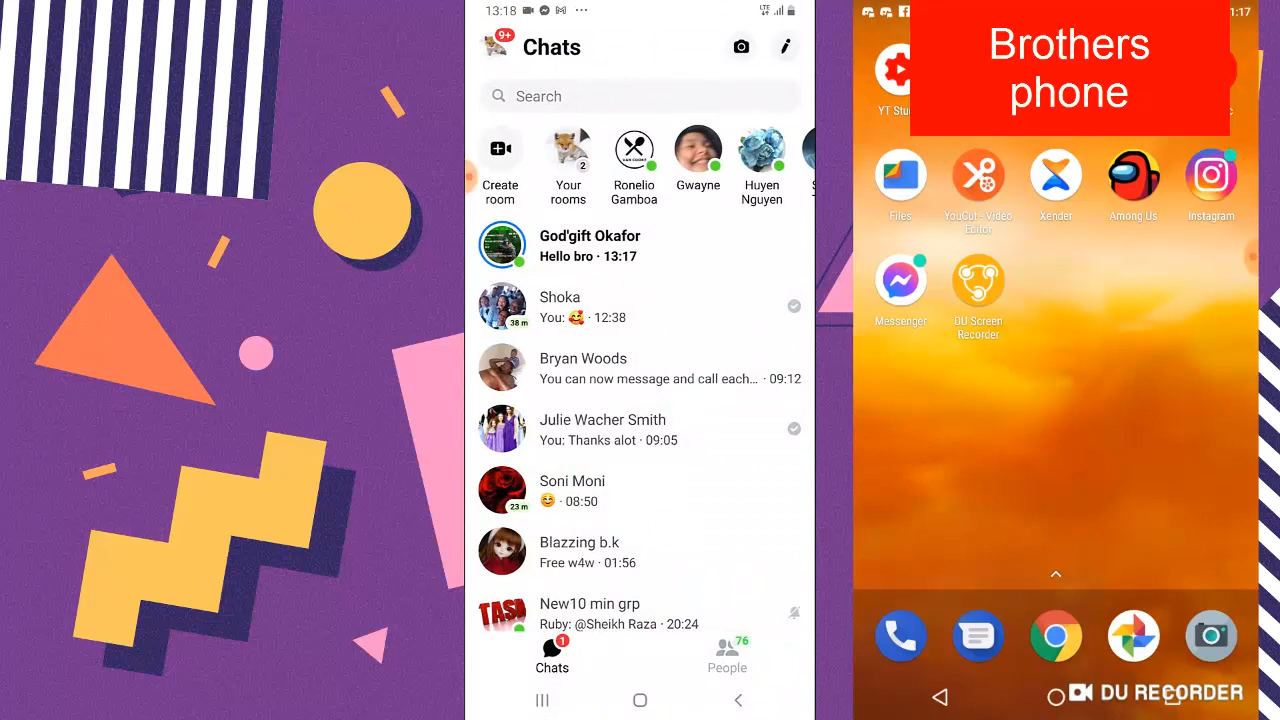 13:18
LTE
9+
Chats
Search
2
Create
room
Your
rooms
Ronelio
Gamboa
Gwayne
Huyen
Nguyen
God'gift Okafor
Hello bro · 13:17
Shoka
You: 🥰 · 12:38
38 m
Bryan Woods
You can now message and call each… · 09:12
Julie Wacher Smith
You: Thanks alot · 09:05
Soni Moni
😊 · 08:50
23 m
Blazzing b.k
Free w4w · 01:56
TASA
New10 min grp
Ruby: @Sheikh Raza · 20:24
1
Chats
76
People
1:17
Brothers
phone
YT Stu
Files
YouCut - Video
Editor
Xender
Among Us
Instagram
Messenger
DU Screen
Recorder
DU RECORDER